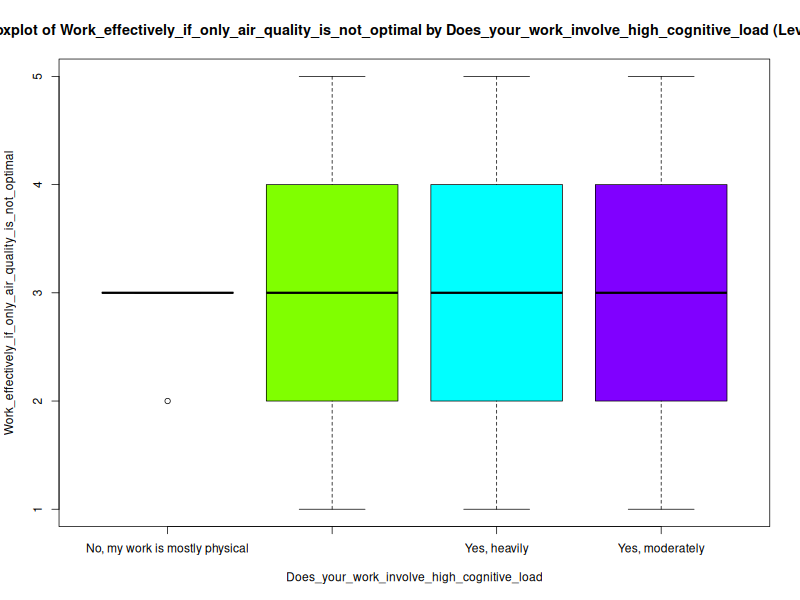 oxplot of Work_effectively_if_only_air_quality_is_not_optimal by Does_your_work_involve_high_cognitive_load (Lev
Work_effectively_if_only_air_quality_is_not_optimal
5
4
3
2
1
No, my work is mostly physical
Yes, heavily
Yes, moderately
Does_your_work_involve_high_cognitive_load